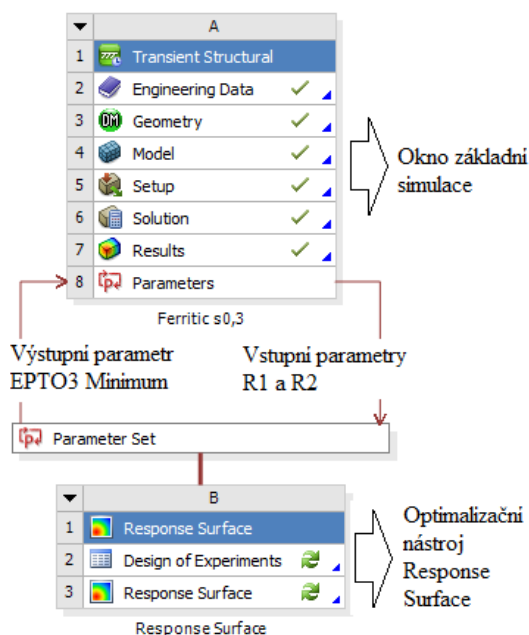 A
1 Transient Structural
2 Engineering Data
3 Geometry
4 Model
5 Setup
6 Solution
7 Results
8 Parameters
Ferritic s0,3
Okno základní
simulace
Výstupní parametr
EPTO3 Minimum
Vstupní parametry
R1 a R2
Parameter Set
B
1 Response Surface
2 Design of Experiments
3 Response Surface
Response Surface
Optimalizační
nástroj
Response
Surface